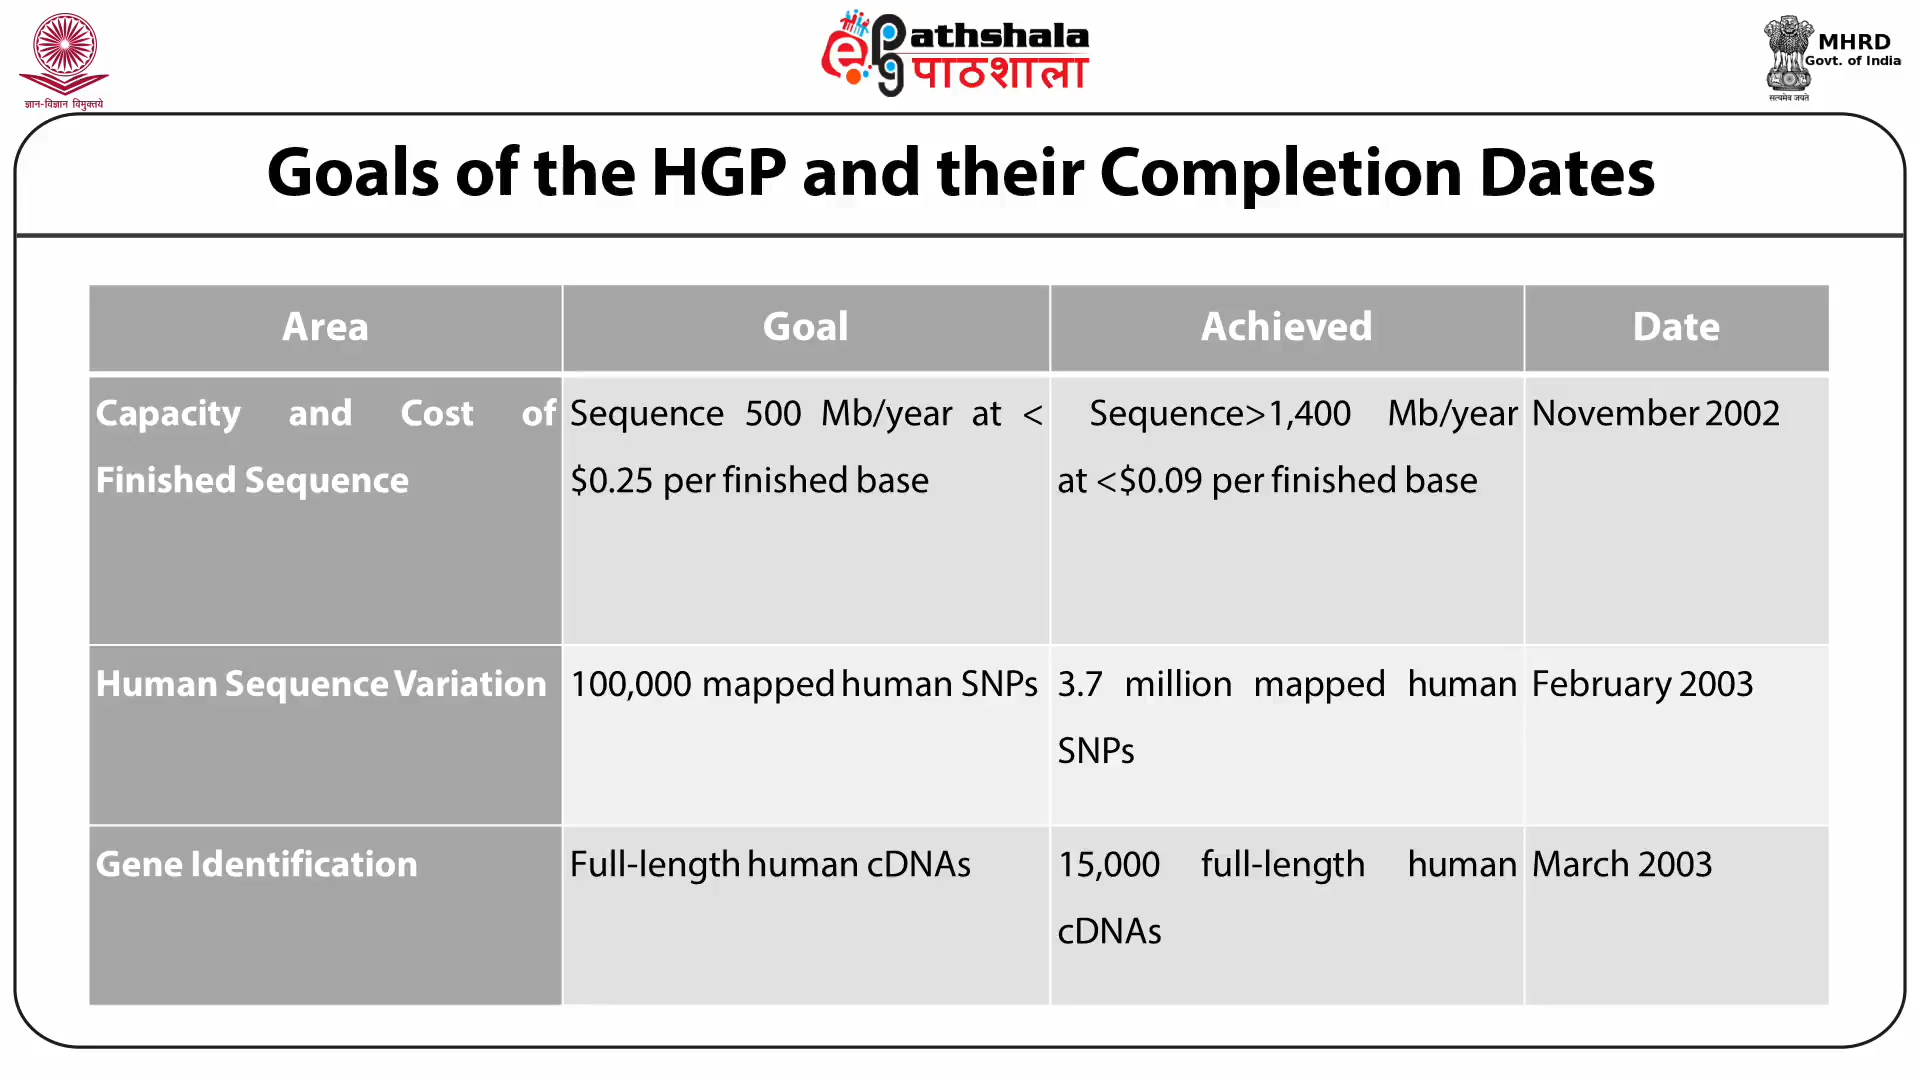 ज्ञान-विज्ञान विमुक्तये
ePathshala
पाठशाला
MHRD
Govt. of India
सत्यमेव जयते
Goals of the HGP and their Completion Dates
Area Goal Achieved Date
Capacity and Cost of
Finished Sequence
Sequence 500 Mb/year at <
$0.25 per finished base
Sequence>1,400 Mb/year
at <$0.09 per finished base
November 2002
Human Sequence Variation
100,000 mapped human SNPs
3.7 million mapped human
SNPs
February 2003
Gene Identification
Full-length human cDNAs
15,000 full-length human
cDNAs
March 2003